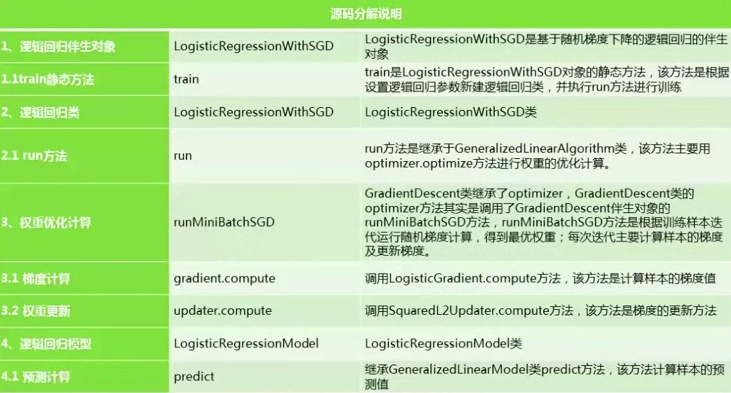 源码分解说明
1、逻辑回归伴生对象 LogisticRegressionWithSGD LogisticRegressionWithSGD是基于随机梯度下降的逻辑回归的伴生
对象
1.1train静态方法 train train是LogisticRegressionWithSGD对象的静态方法，该方法是根据
设置逻辑回归参数新建逻辑回归类，并执行run方法进行训练
2、逻辑回归类 LogisticRegressionWithSGD LogisticRegressionWithSGD类
2.1 run方法 run run方法是继承于GeneralizedLinearAlgorithm类，该方法主要用
optimizer.optimize方法进行权重的优化计算。
3、权重优化计算 runMiniBatchSGD GradientDescent类继承了optimizer，GradientDescent类的
optimizer方法其实是调用了GradientDescent伴生对象的
runMiniBatchSGD方法，runMiniBatchSGD方法是根据训练样本迭
代运行随机梯度计算，得到最优权重；每次迭代主要计算样本的梯度
及更新梯度。
3.1 梯度计算 gradient.compute 调用LogisticGradient.compute方法，该方法是计算样本的梯度值
3.2 权重更新 updater.compute 调用SquaredL2Updater.compute方法，该方法是梯度的更新方法
4、逻辑回归模型 LogisticRegressionModel LogisticRegressionModel类
4.1 预测计算 predict 继承GeneralizedLinearModel类predict方法，该方法计算样本的预
测值